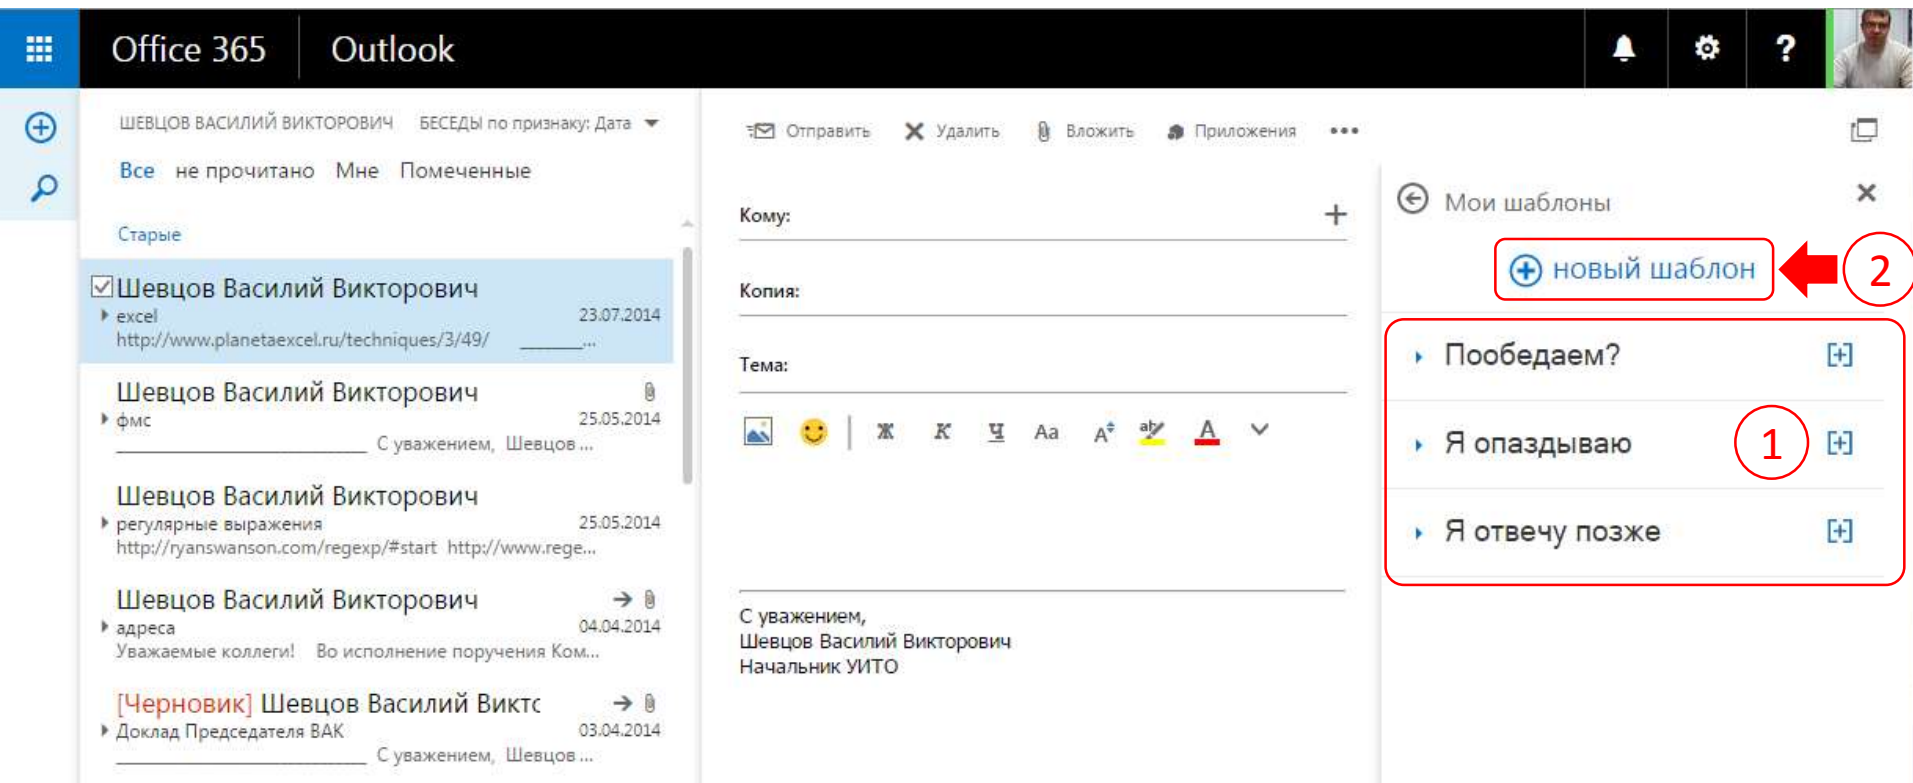 Office 365 Outlook ?
ШЕВЦОВ ВАСИЛИЙ ВИКТОРОВИЧ БЕСЕДЫ по признаку: Дата
Все не прочитано Мне Помеченные
Старые
Шевцов Василий Викторович
excel 23.07.2014
http://www.planetaexcel.ru/techniques/3/49/ _______...
Шевцов Василий Викторович
фмс 25.05.2014
____________________________ С уважением, Шевцов ...
Шевцов Василий Викторович
регулярные выражения 25.05.2014
http://ryanswanson.com/regexp/#start http://www.rege...
Шевцов Василий Викторович
адреса 04.04.2014
Уважаемые коллеги! Во исполнение поручения Ком...
[Черновик] Шевцов Василий Викто
Доклад Председателя ВАК 03.04.2014
____________________________ С уважением, Шевцов ...
Отправить Удалить Вложить Приложения •••
Кому: +
Копия:
Тема:
Ж К Ч Aa A ab A
С уважением,
Шевцов Василий Викторович
Начальник УИТО
Мои шаблоны
новый шаблон 2
Пообедаем? [+]
Я опаздываю 1 [+]
Я отвечу позже [+]